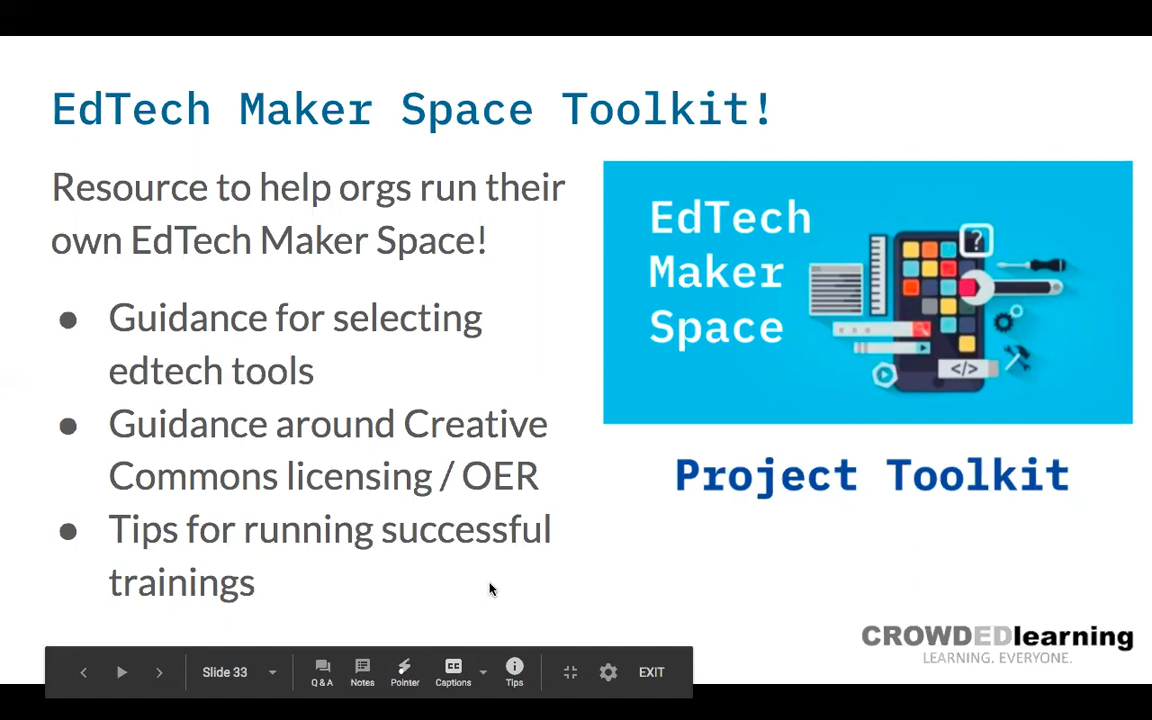 EdTech Maker Space Toolkit!
Resource to help orgs run their
own EdTech Maker Space!
● Guidance for selecting
edtech tools
● Guidance around Creative
Commons licensing / OER
● Tips for running successful
trainings
EdTech
Maker
Space
?
</>
Project Toolkit
CROWDEDlearning
LEARNING. EVERYONE.
Slide 33
Q & A
Notes
Pointer
CC
Captions
Tips
EXIT